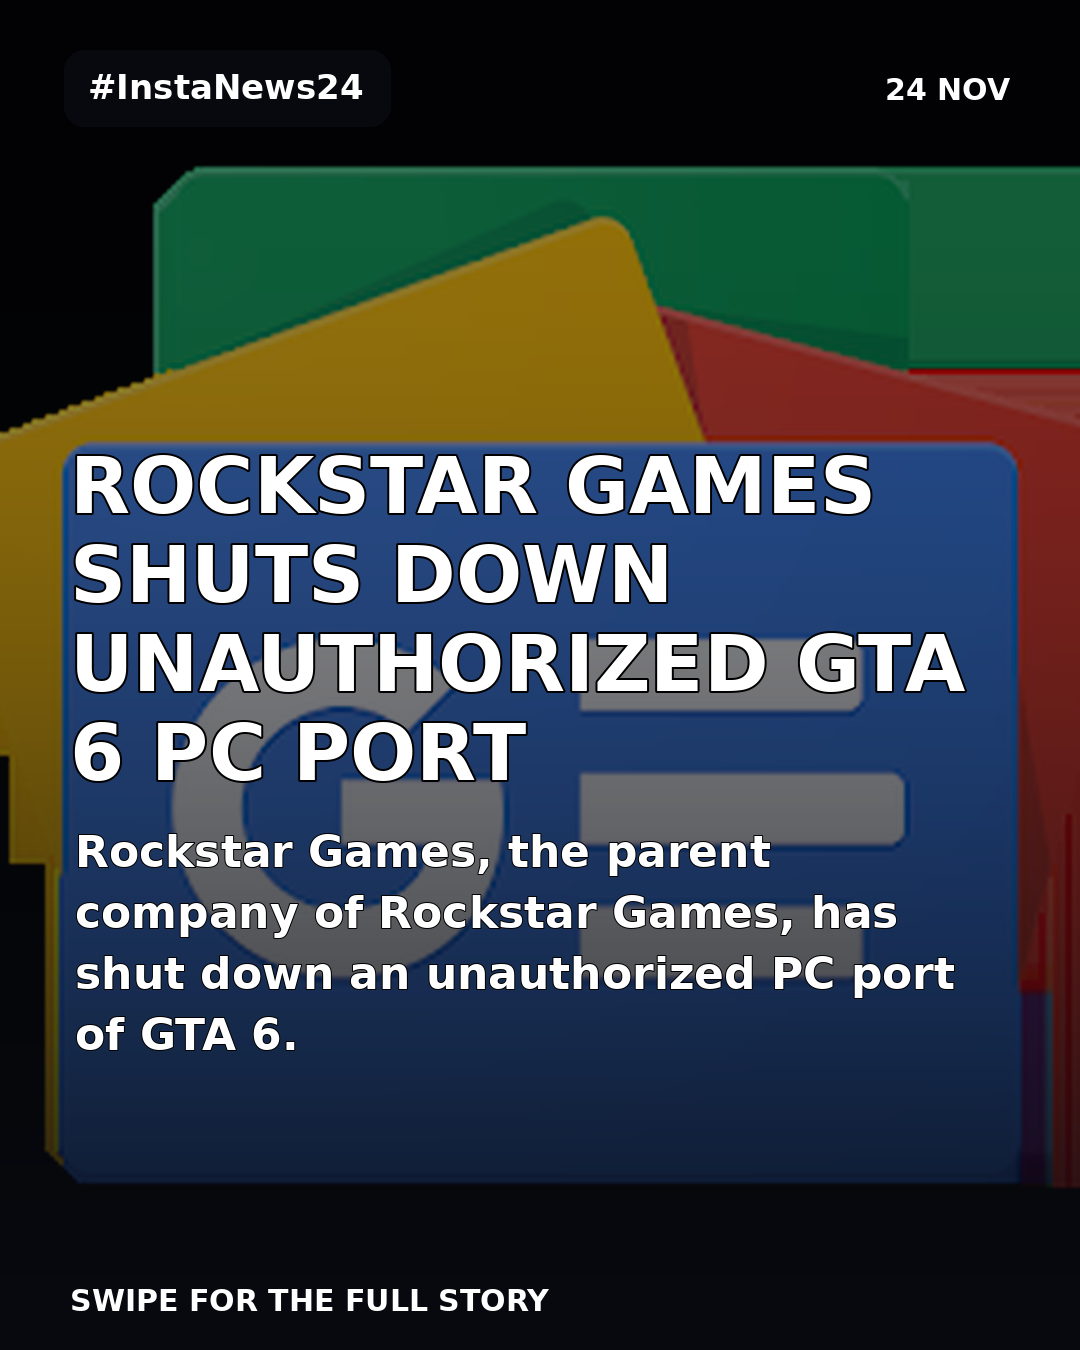 #InstaNews24
24 NOV
ROCKSTAR GAMES
SHUTS DOWN
UNAUTHORIZED GTA
6 PC PORT
Rockstar Games, the parent
company of Rockstar Games, has
shut down an unauthorized PC port
of GTA 6.
SWIPE FOR THE FULL STORY